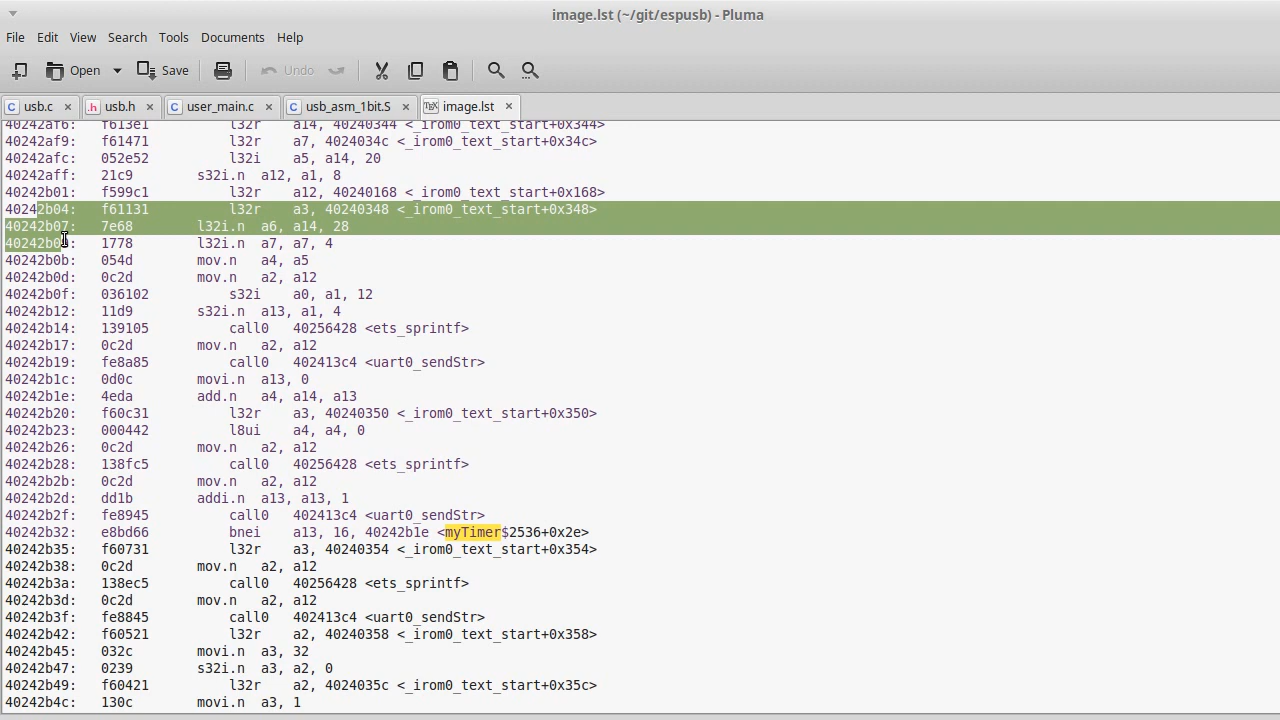 image.lst (~/git/espusb) - Pluma
File Edit View Search Tools Documents Help
Open Save Undo
usb.c usb.h user_main.c usb_asm_1bit.S image.lst
40242af6: f613e1 l32r a14, 40240344 <_irom0_text_start+0x344>
40242af9: f61471 l32r a7, 4024034c <_irom0_text_start+0x34c>
40242afc: 052e52 l32i a5, a14, 20
40242aff: 21c9 s32i.n a12, a1, 8
40242b01: f599c1 l32r a12, 40240168 <_irom0_text_start+0x168>
40242b04: f61131 l32r a3, 40240348 <_irom0_text_start+0x348>
40242b07: 7e68 l32i.n a6, a14, 28
40242b09: 1778 l32i.n a7, a7, 4
40242b0b: 054d mov.n a4, a5
40242b0d: 0c2d mov.n a2, a12
40242b0f: 036102 s32i a0, a1, 12
40242b12: 11d9 s32i.n a13, a1, 4
40242b14: 139105 call0 40256428 <ets_sprintf>
40242b17: 0c2d mov.n a2, a12
40242b19: fe8a85 call0 402413c4 <uart0_sendStr>
40242b1c: 0d0c movi.n a13, 0
40242b1e: 4eda add.n a4, a14, a13
40242b20: f60c31 l32r a3, 40240350 <_irom0_text_start+0x350>
40242b23: 000442 l8ui a4, a4, 0
40242b26: 0c2d mov.n a2, a12
40242b28: 138fc5 call0 40256428 <ets_sprintf>
40242b2b: 0c2d mov.n a2, a12
40242b2d: dd1b addi.n a13, a13, 1
40242b2f: fe8945 call0 402413c4 <uart0_sendStr>
40242b32: e8bd66 bnei a13, 16, 40242b1e <myTimer$2536+0x2e>
40242b35: f60731 l32r a3, 40240354 <_irom0_text_start+0x354>
40242b38: 0c2d mov.n a2, a12
40242b3a: 138ec5 call0 40256428 <ets_sprintf>
40242b3d: 0c2d mov.n a2, a12
40242b3f: fe8845 call0 402413c4 <uart0_sendStr>
40242b42: f60521 l32r a2, 40240358 <_irom0_text_start+0x358>
40242b45: 032c movi.n a3, 32
40242b47: 0239 s32i.n a3, a2, 0
40242b49: f60421 l32r a2, 4024035c <_irom0_text_start+0x35c>
40242b4c: 130c movi.n a3, 1